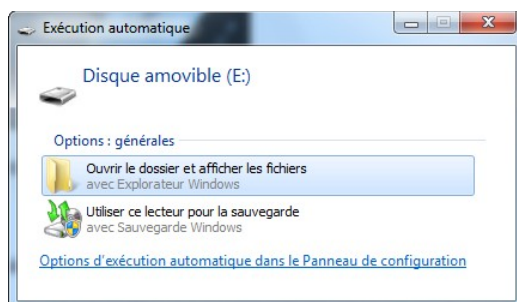 Exécution automatique
Disque amovible (E:)
Options : générales
Ouvrir le dossier et afficher les fichiers
avec Explorateur Windows
Utiliser ce lecteur pour la sauvegarde
avec Sauvegarde Windows
Options d'exécution automatique dans le Panneau de configuration